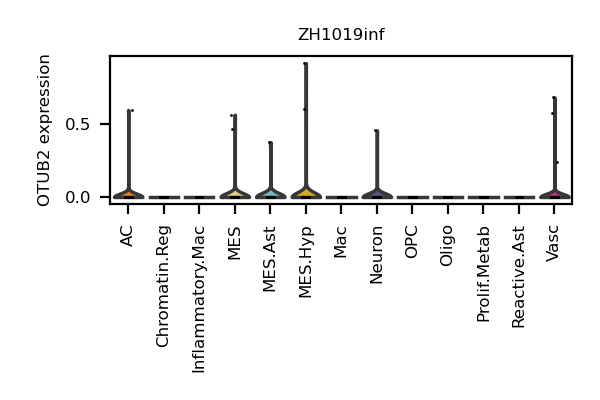 ZH1019inf
OTUB2 expression
0.5
0.0
AC
Chromatin.Reg
Inflammatory.Mac
MES
MES.Ast
MES.Hyp
Mac
Neuron
OPC
Oligo
Prolif.Metab
Reactive.Ast
Vasc